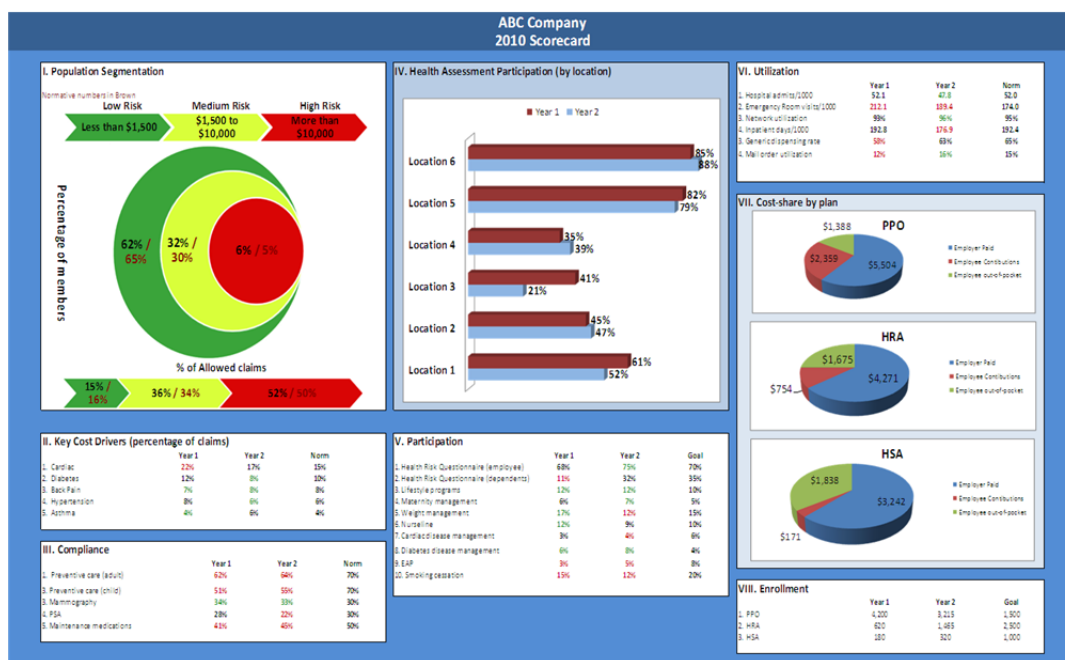 ABC Company
2010 Scorecard
I. Population Segmentation
Normative numbers in Brown
Low Risk Medium Risk High Risk
Less than $1,500 $1,500 to $10,000 More than $10,000
Percentage of members
62% / 65% 32% / 30% 6% / 5%
% of Allowed claims
15% / 16% 36% / 34% 52% / 50%
II. Key Cost Drivers (percentage of claims)
Year 1 Year 2 Norm
1. Cardiac 22% 17% 15%
2. Diabetes 12% 8% 10%
3. Back Pain 7% 8% 8%
4. Hypertension 8% 6% 6%
5. Asthma 4% 6% 4%
III. Compliance
Year 1 Year 2 Norm
1. Preventive care (adult) 62% 64% 70%
3. Preventive care (child) 51% 55% 70%
3. Mammography 34% 33% 30%
4. PSA 28% 22% 30%
5. Maintenance medications 41% 45% 50%
IV. Health Assessment Participation (by location)
Year 1 Year 2
Location 6 85% 88%
Location 5 82% 79%
Location 4 35% 39%
Location 3 41% 21%
Location 2 45% 47%
Location 1 61% 52%
V. Participation
Year 1 Year 2 Goal
1. Health Risk Questionnaire (employee) 68% 75% 70%
2. Health Risk Questionnaire (dependents) 11% 32% 35%
3. Lifestyle programs 12% 12% 10%
4. Maternity management 6% 7% 5%
5. Weight management 17% 12% 15%
6. Nurseline 12% 9% 10%
7. Cardiac disease management 3% 4% 6%
8. Diabetes disease management 6% 8% 4%
9. EAP 3% 5% 8%
10. Smoking cessation 15% 12% 20%
VI. Utilization
Year 1 Year 2 Norm
1. Hospital admits/1000 52.1 47.8 52.0
2. Emergency Room visits/1000 212.1 189.4 174.0
3. Network utilization 93% 96% 95%
4. Inpatient days/1000 192.8 176.9 192.4
3. Generic dispensing rate 58% 63% 65%
4. Mail order utilization 12% 16% 15%
VII. Cost-share by plan
PPO
$1,388
$2,359
$5,504
Employer Paid
Employee Contibutions
Employee out-of-pocket
HRA
$1,675
$754
$4,271
Employer Paid
Employee Contibutions
Employee out-of-pocket
HSA
$1,838
$171
$3,242
Employer Paid
Employee Contibutions
Employee out-of-pocket
VIII. Enrollment
Year 1 Year 2 Goal
1. PPO 4,200 3,215 1,500
2. HRA 620 1,465 2,500
3. HSA 180 320 1,000